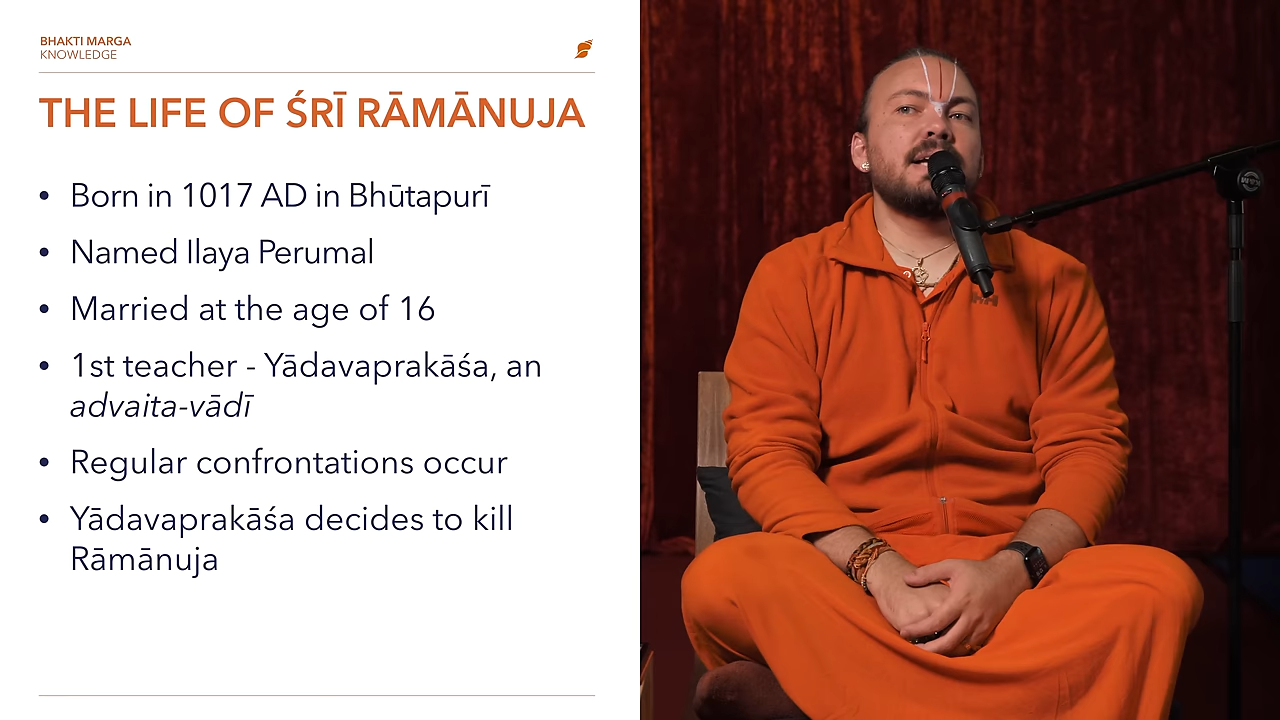 BHAKTI MARGA
KNOWLEDGE
THE LIFE OF ŚRĪ RĀMĀNUJA
• Born in 1017 AD in Bhūtapurī
• Named Ilaya Perumal
• Married at the age of 16
• 1st teacher - Yādavaprakāśa, an
advaita-vādī
• Regular confrontations occur
• Yādavaprakāśa decides to kill
Rāmānuja